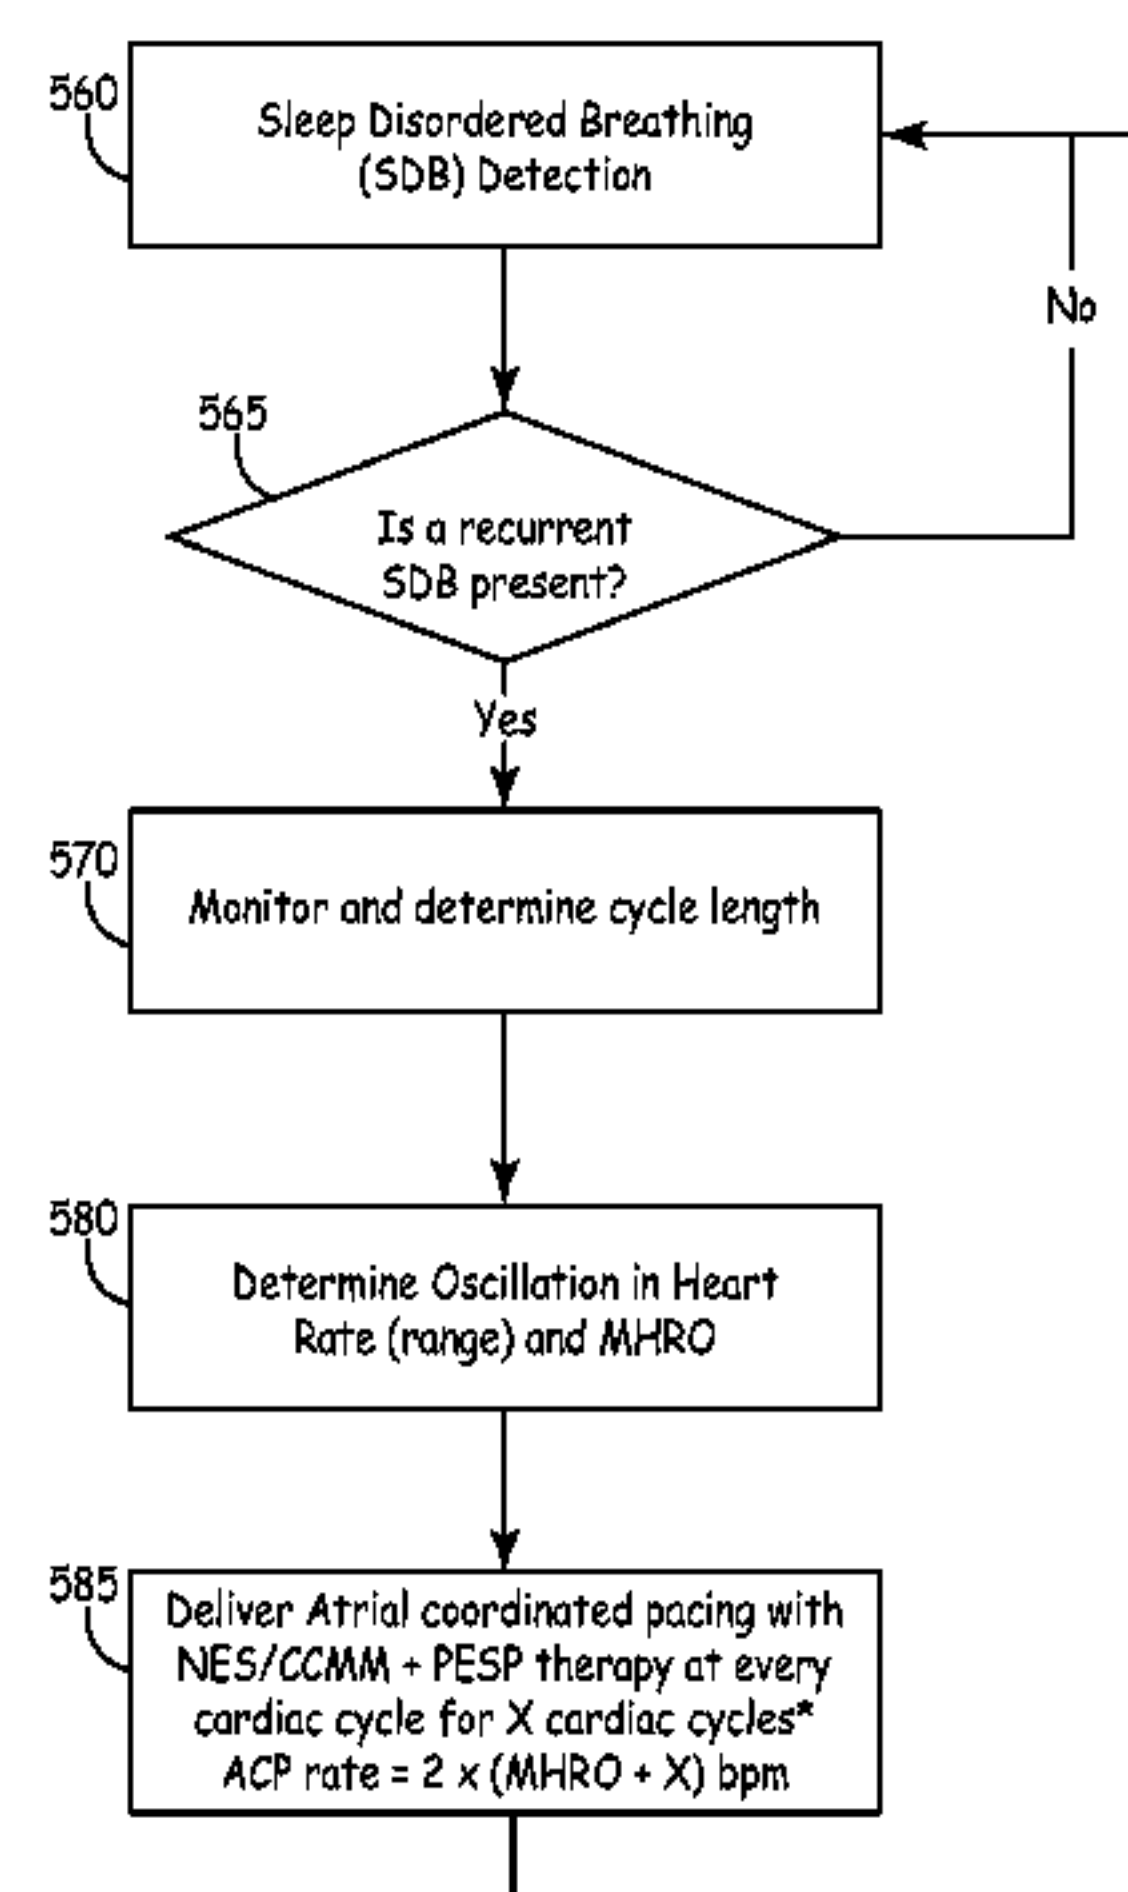 560
Sleep Disordered Breathing
(SDB) Detection
No
565
Is a recurrent
SDB present?
Yes
570
Monitor and determine cycle length
580
Determine Oscillation in Heart
Rate (range) and MHRO
585
Deliver Atrial coordinated pacing with
NES/CCMM + PESP therapy at every
cardiac cycle for X cardiac cycles*
ACP rate = 2 x (MHRO + X) bpm